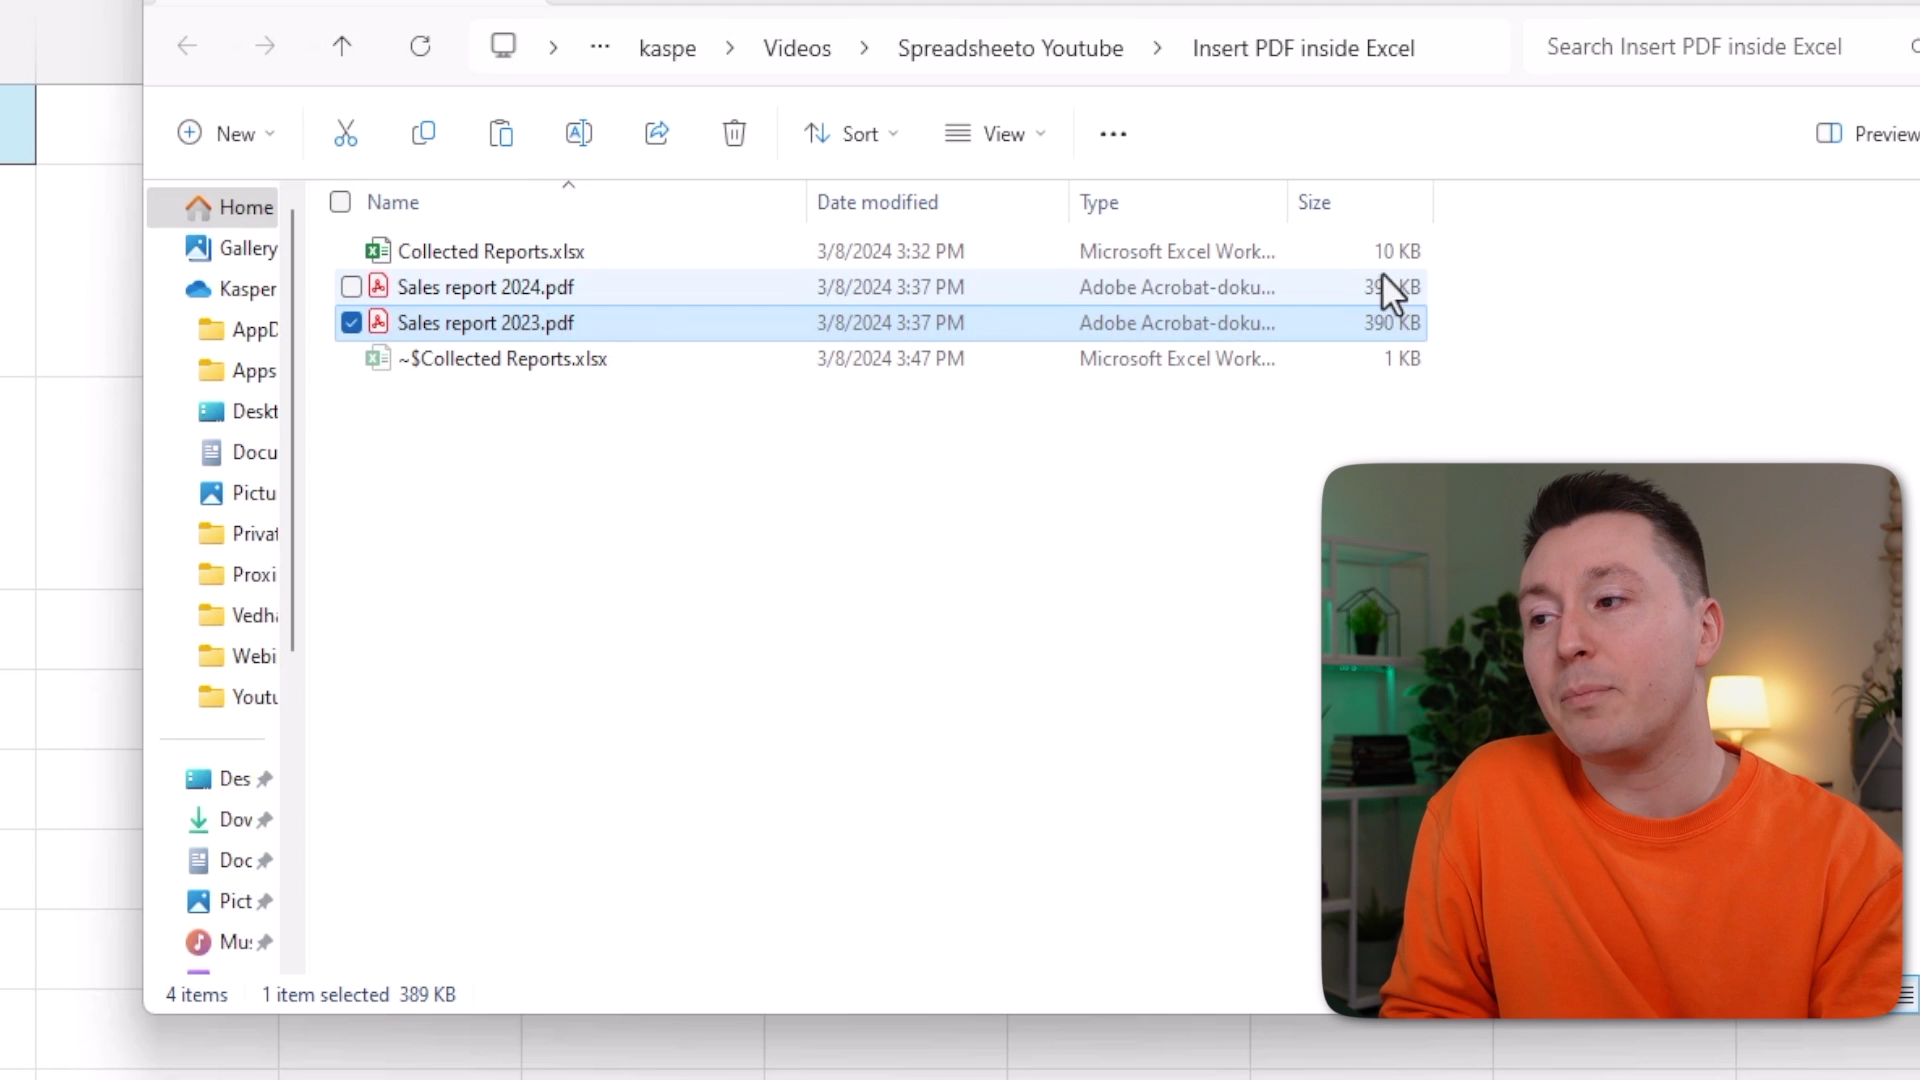 kaspe Videos Spreadsheeto Youtube Insert PDF inside Excel Search Insert PDF inside Excel
New Sort View Preview
Name Date modified Type Size
Collected Reports.xlsx 3/8/2024 3:32 PM Microsoft Excel Work... 10 KB
Sales report 2024.pdf 3/8/2024 3:37 PM Adobe Acrobat-doku... KB
Sales report 2023.pdf 3/8/2024 3:37 PM Adobe Acrobat-doku... 390 KB
~$Collected Reports.xlsx 3/8/2024 3:47 PM Microsoft Excel Work... 1 KB
Home
Gallery
Kasper
AppD
Apps
Deskt
Docu
Pictu
Privat
Proxi
Vedha
Webi
Youtu
Des
Dov
Doc
Pict
Mus
4 items 1 item selected 389 KB